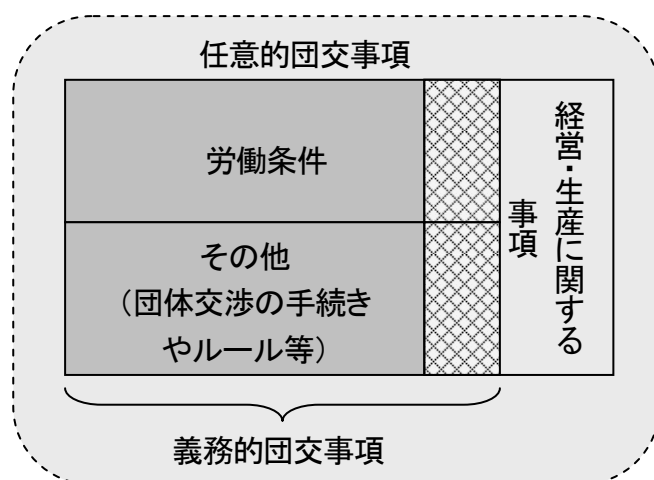 任意的団交事項
労働条件
その他
（団体交渉の手続き
やルール等）
経営・生産に関する
事項
義務的団交事項